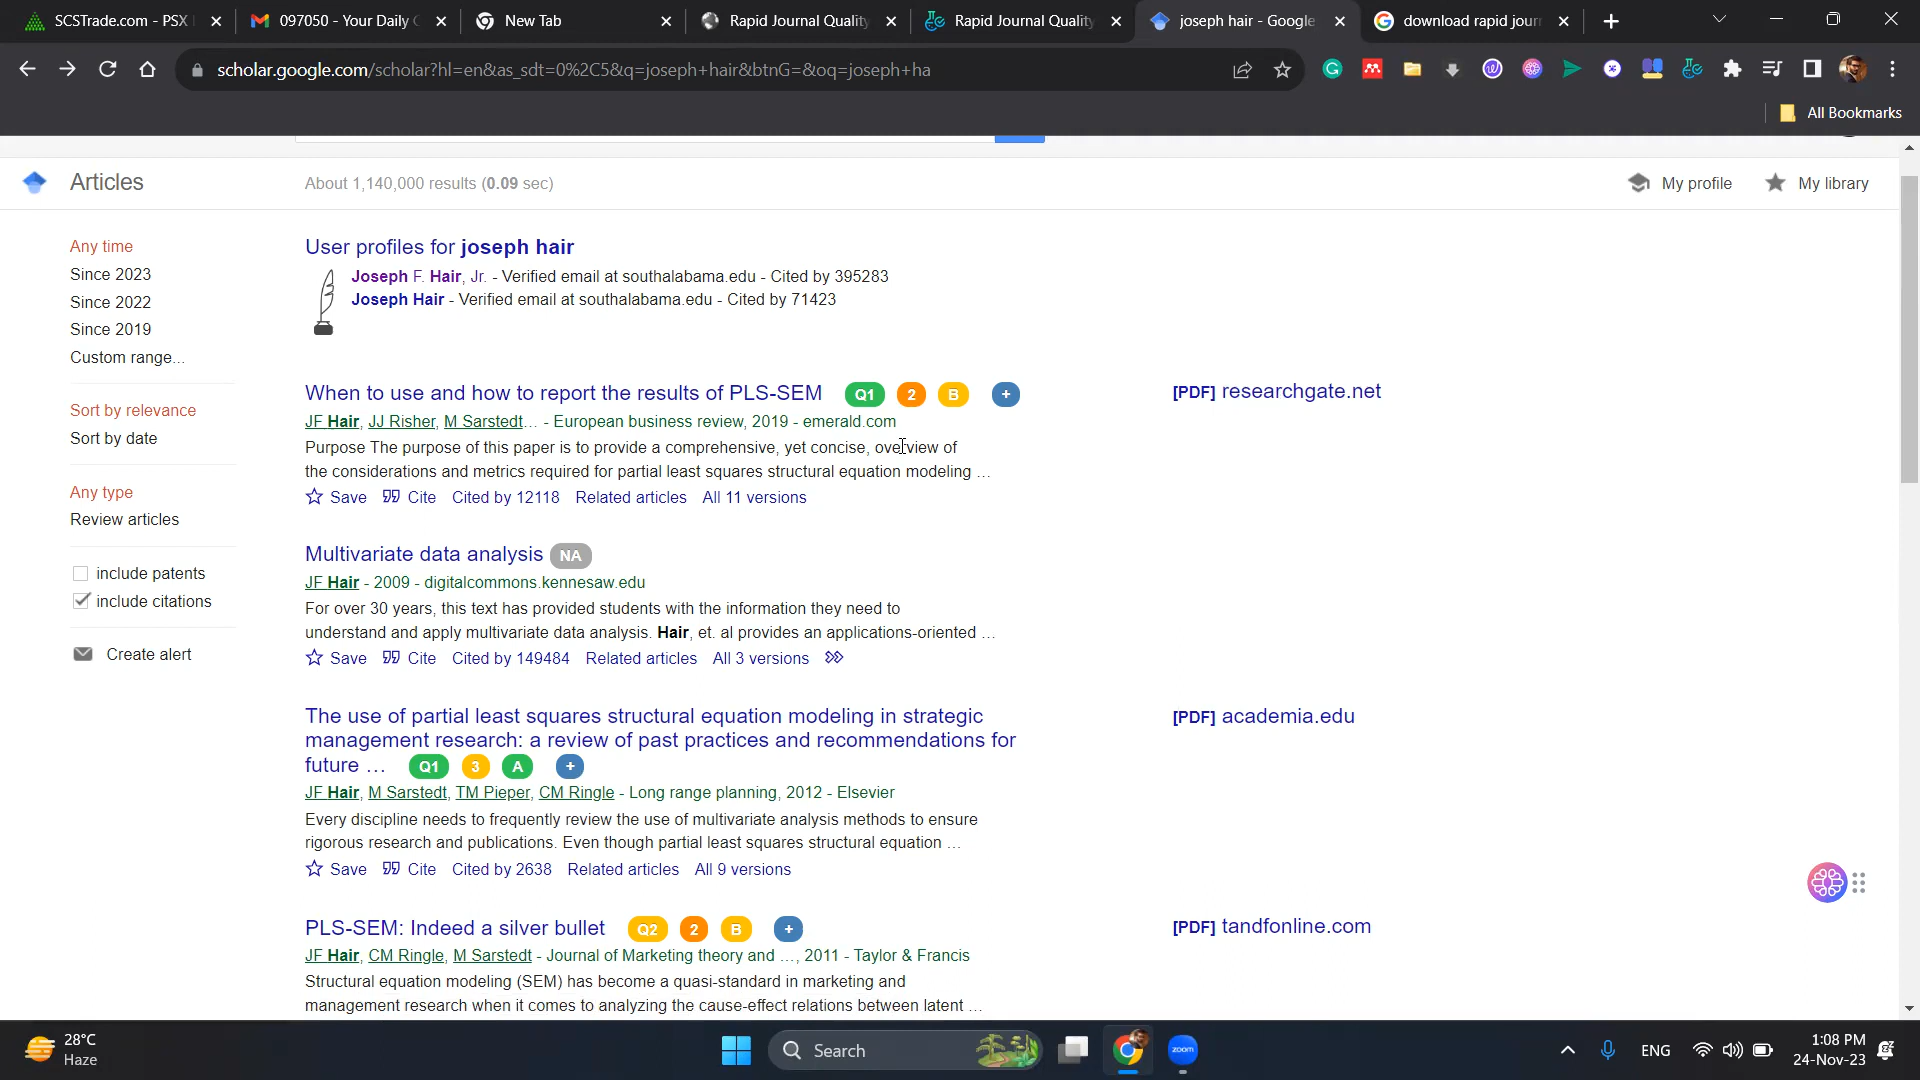 SCSTrade.com - PSX
097050 - Your Daily
New Tab
Rapid Journal Quality
Rapid Journal Quality
joseph hair - Google
download rapid jour
scholar.google.com/scholar?hl=en&as_sdt=0%2C5&q=joseph+hair&btnG=&oq=joseph+ha
All Bookmarks
Articles
About 1,140,000 results (0.09 sec)
My profile
My library
Any time
Since 2023
Since 2022
Since 2019
Custom range...
Sort by relevance
Sort by date
Any type
Review articles
include patents
include citations
Create alert
User profiles for joseph hair
Joseph F. Hair, Jr. - Verified email at southalabama.edu - Cited by 395283
Joseph Hair - Verified email at southalabama.edu - Cited by 71423
When to use and how to report the results of PLS-SEM Q1 2 B +
[PDF] researchgate.net
JF Hair, JJ Risher, M Sarstedt… - European business review, 2019 - emerald.com
Purpose The purpose of this paper is to provide a comprehensive, yet concise, overview of
the considerations and metrics required for partial least squares structural equation modeling …
Save Cite Cited by 12118 Related articles All 11 versions
Multivariate data analysis NA
JF Hair - 2009 - digitalcommons.kennesaw.edu
For over 30 years, this text has provided students with the information they need to
understand and apply multivariate data analysis. Hair, et. al provides an applications-oriented …
Save Cite Cited by 149484 Related articles All 3 versions
The use of partial least squares structural equation modeling in strategic
management research: a review of past practices and recommendations for
future … Q1 3 A +
[PDF] academia.edu
JF Hair, M Sarstedt, TM Pieper, CM Ringle - Long range planning, 2012 - Elsevier
Every discipline needs to frequently review the use of multivariate analysis methods to ensure
rigorous research and publications. Even though partial least squares structural equation …
Save Cite Cited by 2638 Related articles All 9 versions
PLS-SEM: Indeed a silver bullet Q2 2 B +
[PDF] tandfonline.com
JF Hair, CM Ringle, M Sarstedt - Journal of Marketing theory and …, 2011 - Taylor & Francis
Structural equation modeling (SEM) has become a quasi-standard in marketing and
management research when it comes to analyzing the cause-effect relations between latent …
28°C
Haze
Search
zoom
ENG
1:08 PM
24-Nov-23